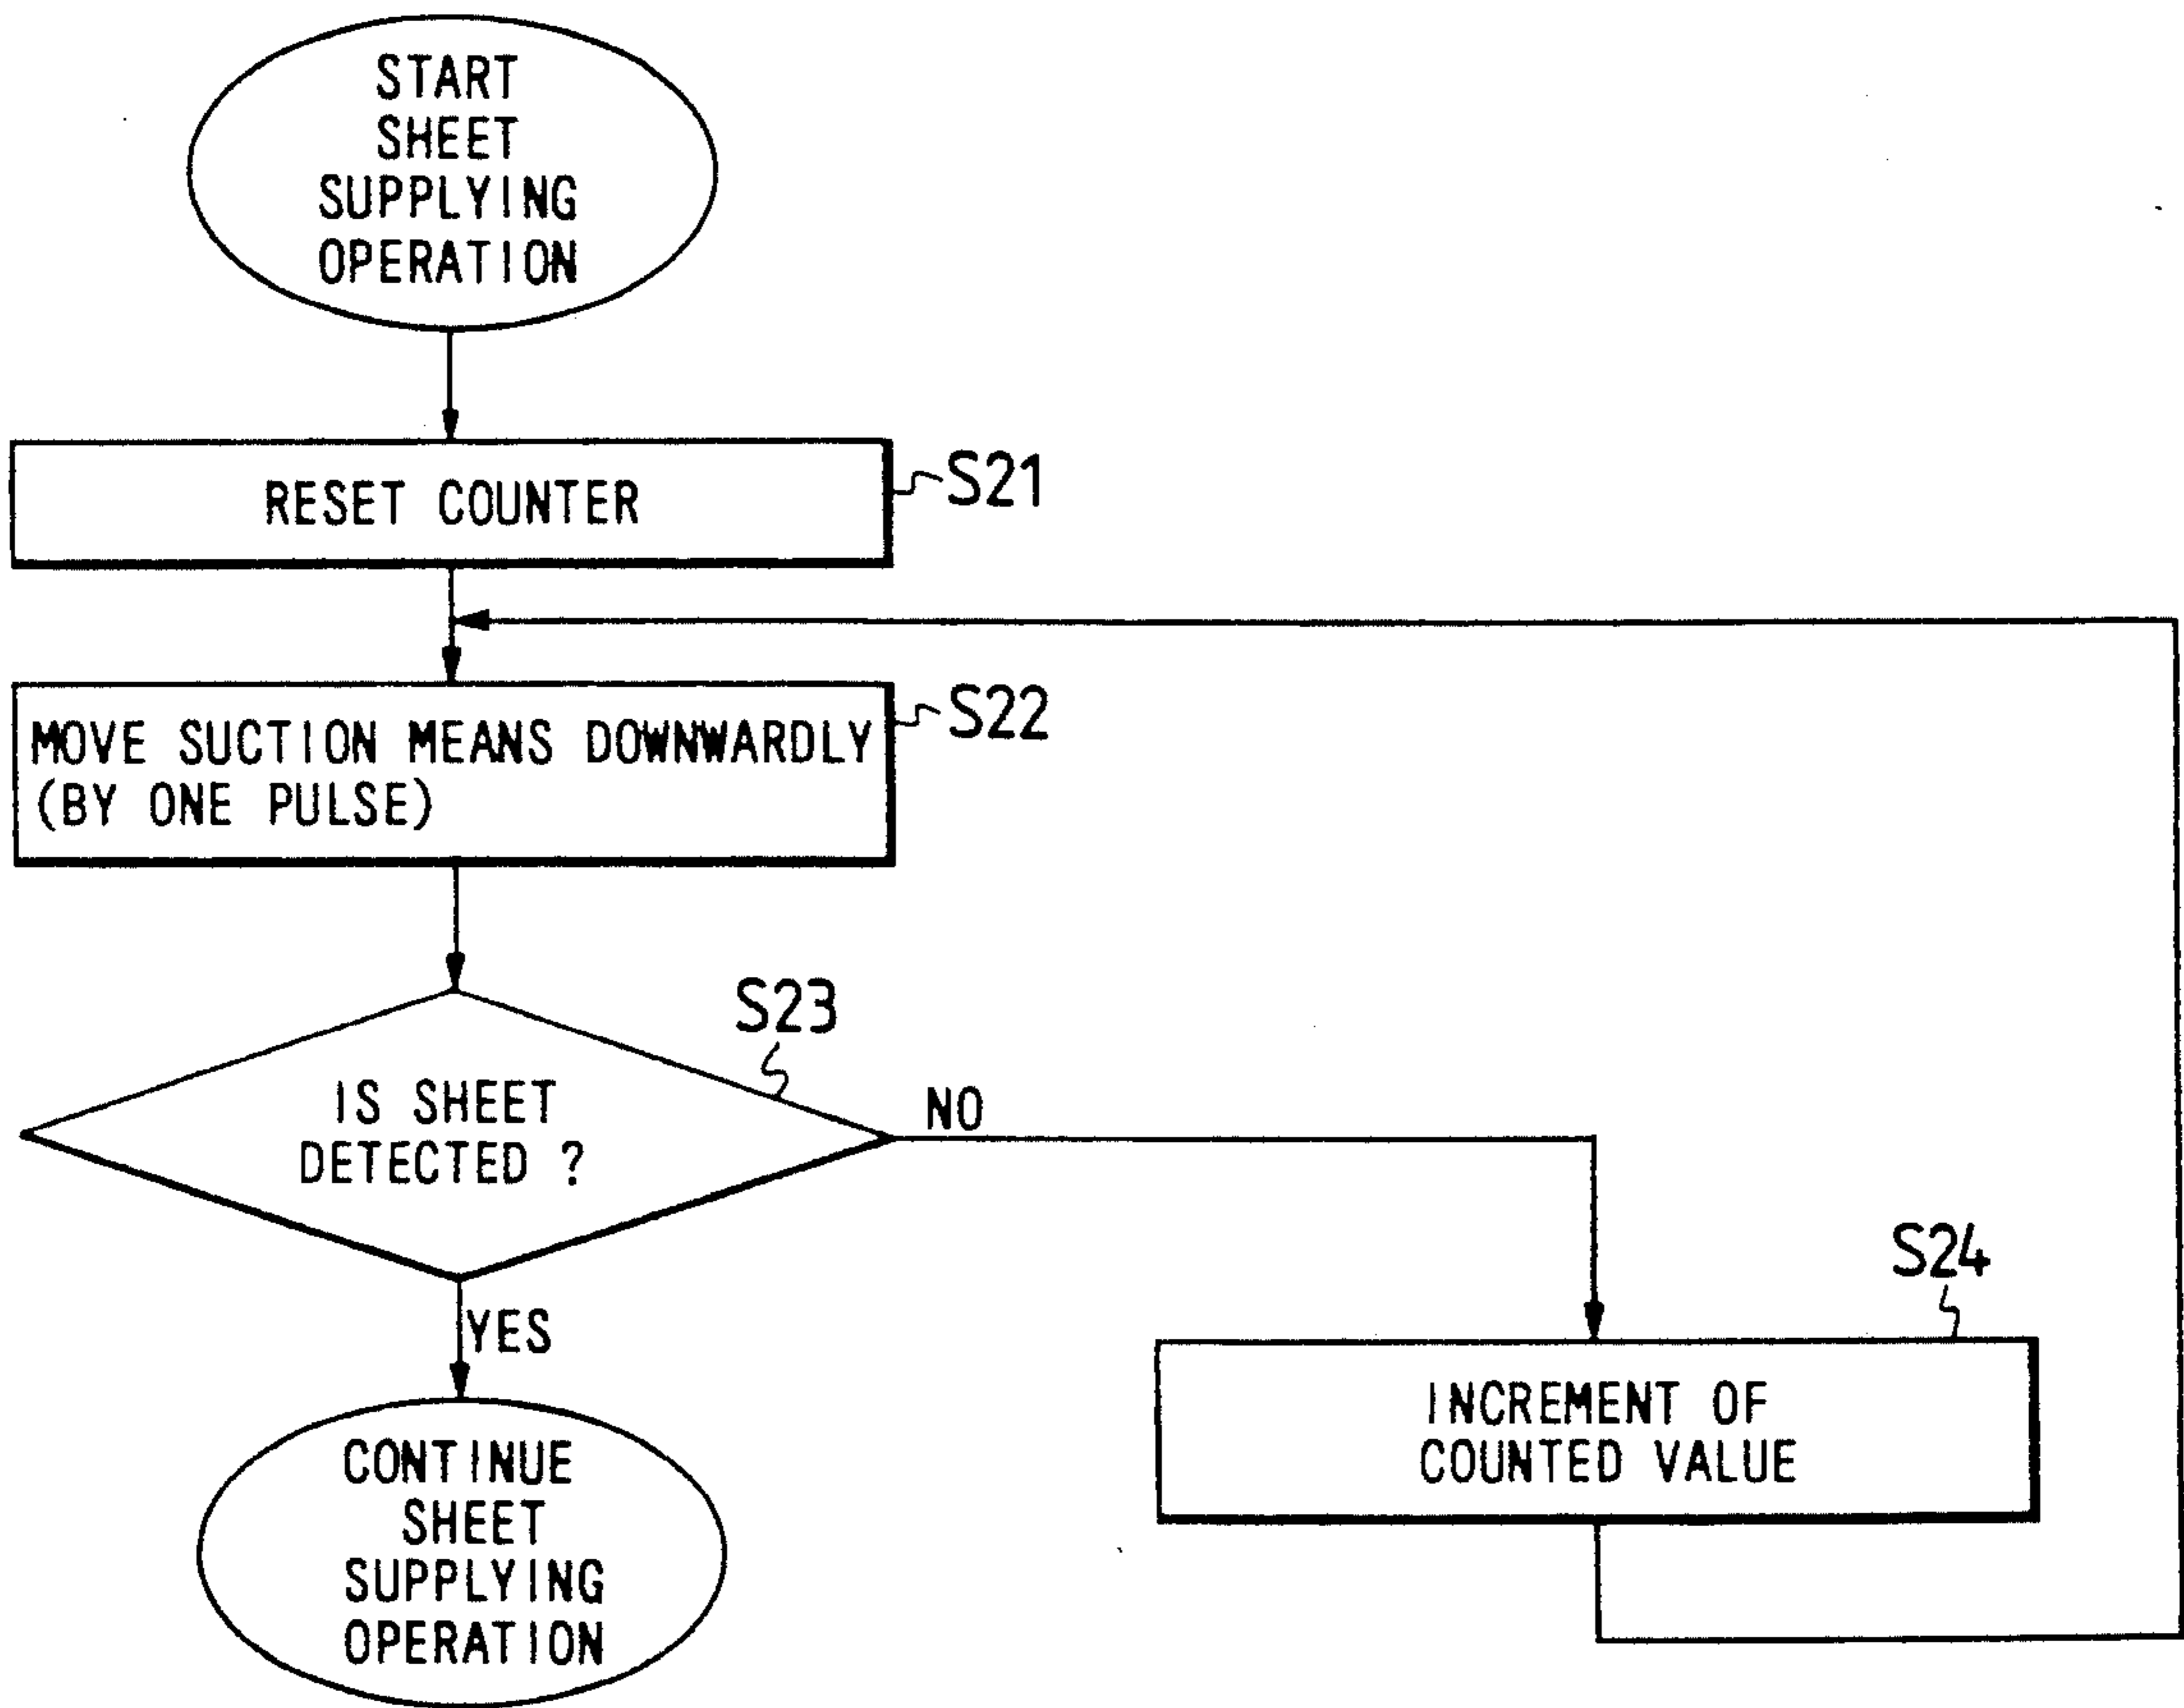 START
SHEET
SUPPLYING
OPERATION
RESET COUNTER
S21
MOVE SUCTION MEANS DOWNWARDLY
(BY ONE PULSE)
S22
S23
IS SHEET
DETECTED ?
NO
YES
S24
INCREMENT OF
COUNTED VALUE
CONTINUE
SHEET
SUPPLYING
OPERATION